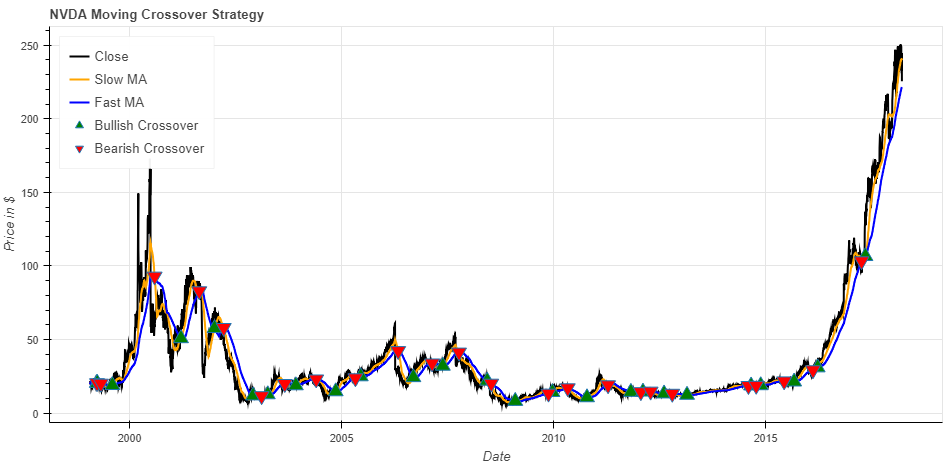 NVDA Moving Crossover Strategy
Close
Slow MA
Fast MA
Bullish Crossover
Bearish Crossover
250
200
150
100
50
0
Price in $
2000
2005
2010
2015
Date